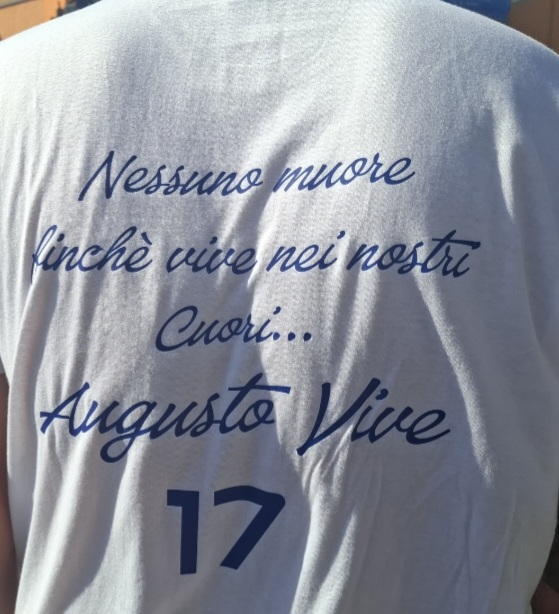 Nessuno muore
finchè vive nei nostri
Cuori...
Augusto Vive
17